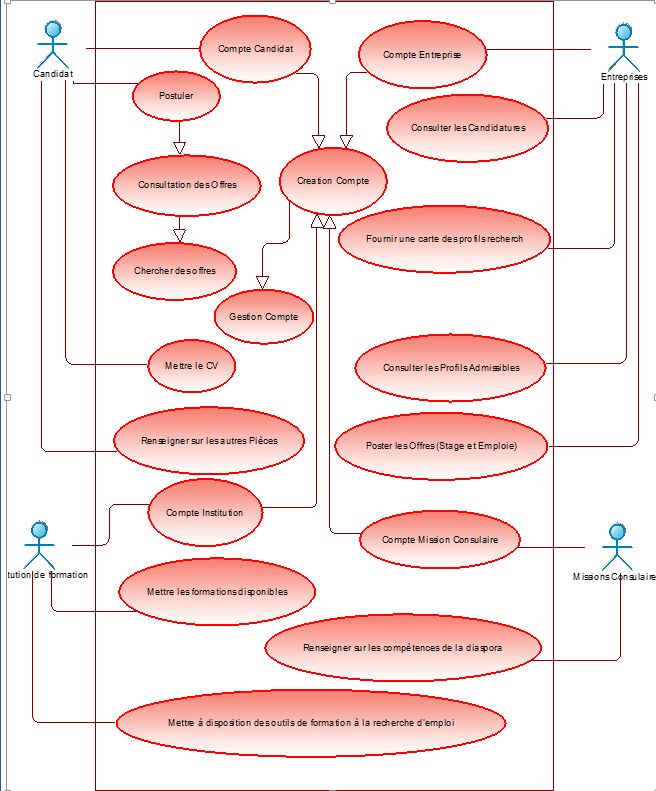 Compte Candidat
Compte Entreprise
Candidat
Entreprises
Postuler
Consulter les Candidatures
Consultation des Offres
Creation Compte
Fournir une carte des profils recherch
Chercher des offres
Gestion Compte
Mettre le CV
Consulter les Profils Admissibles
Renseigner sur les autres Pièces
Poster les Offres (Stage et Emploie)
Compte Institution
Compte Mission Consulaire
tution de formation
Missions Consulaire
Mettre les formations disponibles
Renseigner sur les compétences de la diaspora
Mettre à disposition des outils de formation à la recherche d'emploi